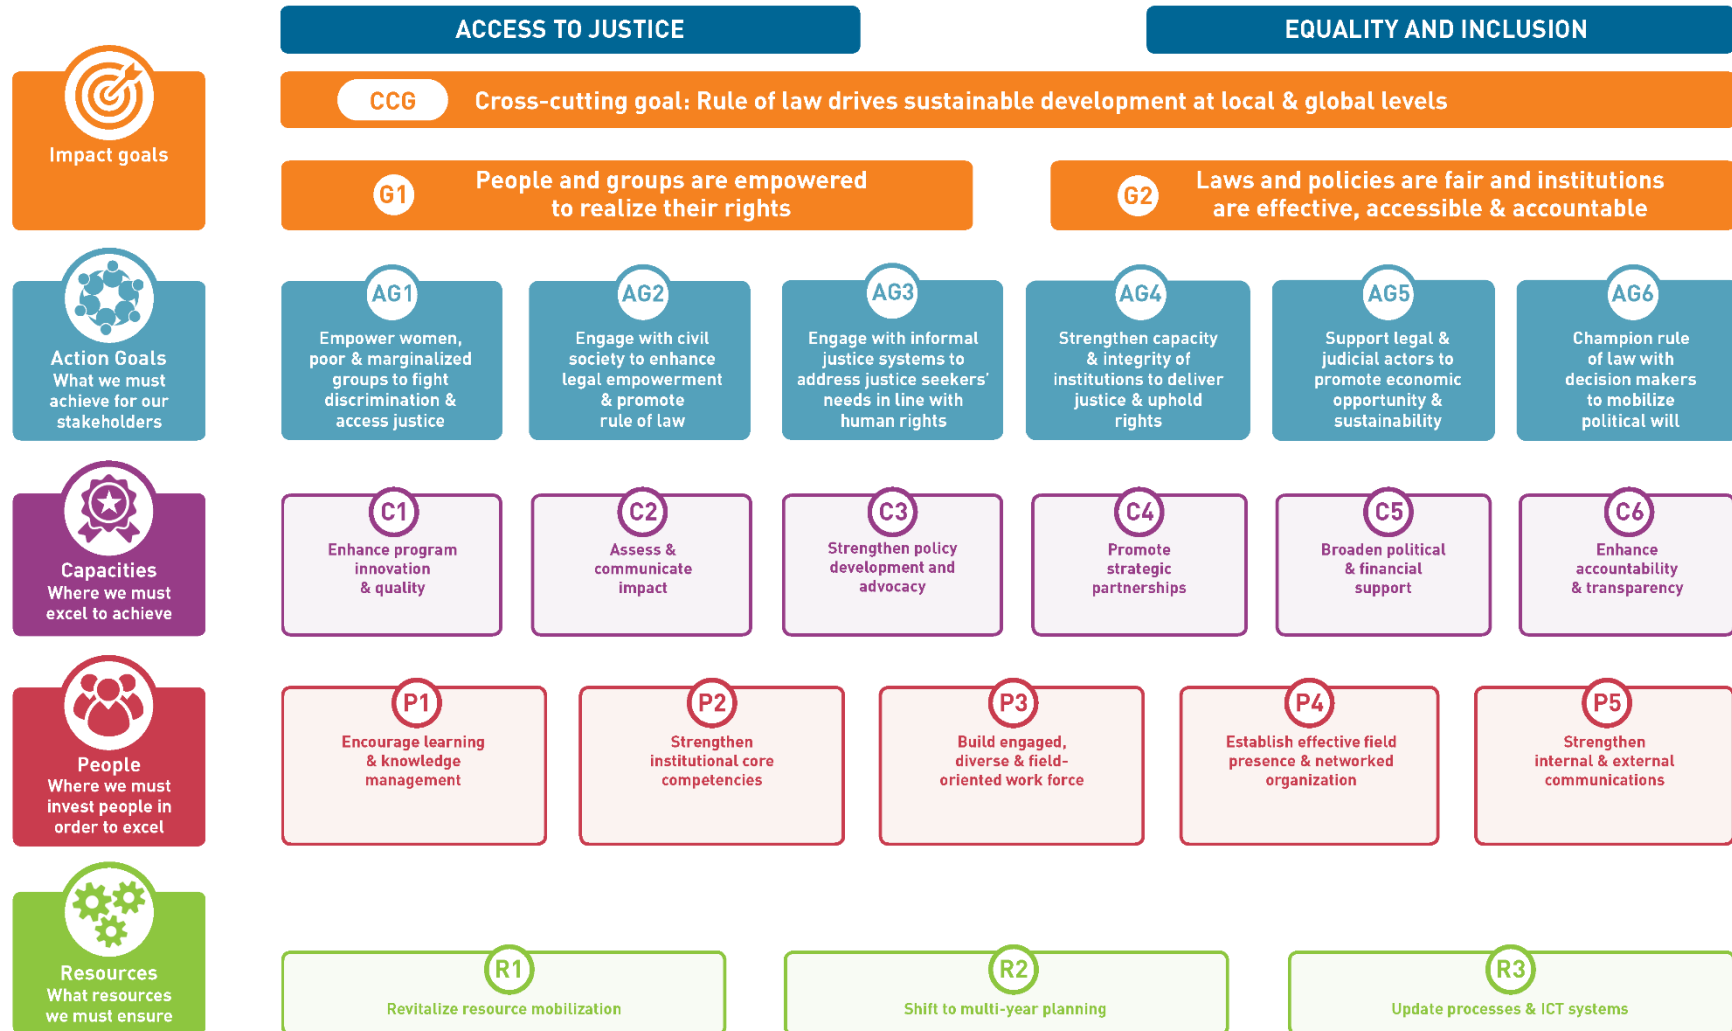 ACCESS TO JUSTICE
EQUALITY AND INCLUSION
Impact goals
CCG
Cross-cutting goal: Rule of law drives sustainable development at local & global levels
G1
People and groups are empowered
to realize their rights
G2
Laws and policies are fair and institutions
are effective, accessible & accountable
Action Goals
What we must
achieve for our
stakeholders
AG1
Empower women,
poor & marginalized
groups to fight
discrimination &
access justice
AG2
Engage with civil
society to enhance
legal empowerment
& promote
rule of law
AG3
Engage with informal
justice systems to
address justice seekers’
needs in line with
human rights
AG4
Strengthen capacity
& integrity of
institutions to deliver
justice & uphold
rights
AG5
Support legal &
judicial actors to
promote economic
opportunity &
sustainability
AG6
Champion rule
of law with
decision makers
to mobilize
political will
Capacities
Where we must
excel to achieve
C1
Enhance program
innovation
& quality
C2
Assess &
communicate
impact
C3
Strengthen policy
development and
advocacy
C4
Promote
strategic
partnerships
C5
Broaden political
& financial
support
C6
Enhance
accountability
& transparency
People
Where we must
invest people in
order to excel
P1
Encourage learning
& knowledge
management
P2
Strengthen
institutional core
competencies
P3
Build engaged,
diverse & field-
oriented work force
P4
Establish effective field
presence & networked
organization
P5
Strengthen
internal & external
communications
Resources
What resources
we must ensure
R1
Revitalize resource mobilization
R2
Shift to multi-year planning
R3
Update processes & ICT systems